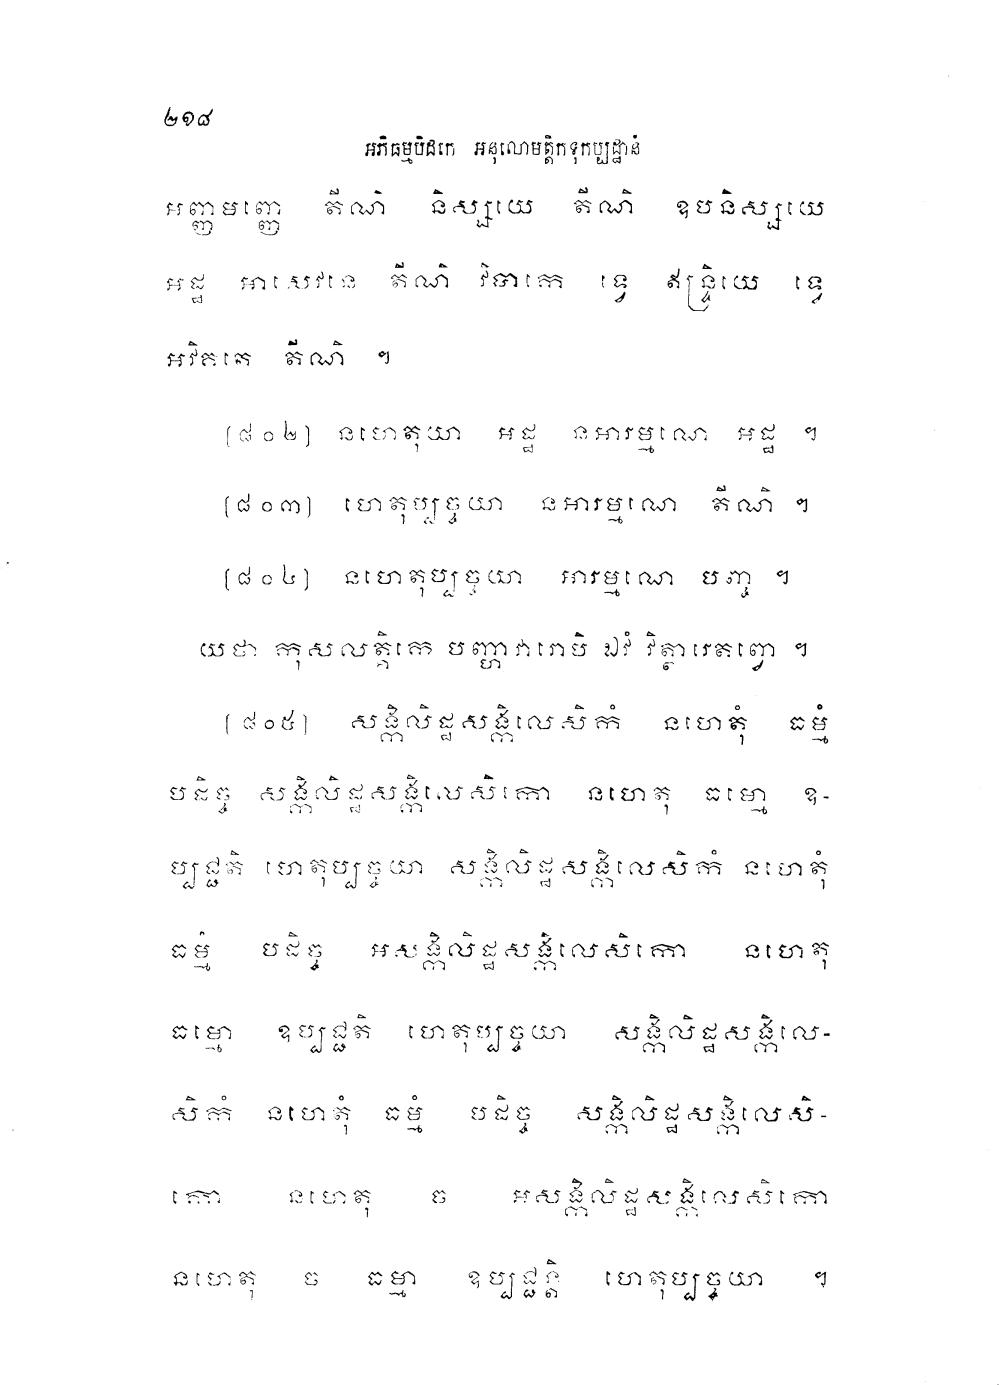 ២១៨
អភិធម្មបិដកេ អនុលោមត្តិកទុកប្បដ្ឋានំ
អញ្ញមញ្ញេ តីណិ និស្សយេ តីណិ ឧបនិស្សយេ
អដ្ឋ អាសេវនេ តីណិ វិបាកេ ទ្វេ ឥន្ទ្រិយេ ទ្វេ
អវិគតេ តីណិ ។
(៨០២) នហេតុយា អដ្ឋ នអារម្មណេ អដ្ឋ ។
(៨០៣) ហេតុប្បច្ចយា នអារម្មណេ តីណិ ។
(៨០៤) នហេតុប្បច្ចយា អារម្មណេ បញ្ច ។
យថា កុសលត្តិកេ បញ្ហាវារោបិ ឯវំ វិត្ថារេតព្វោ ។
(៨០៥) សង្កិលិដ្ឋសង្កិលេសិកំ នហេតុំ ធម្មំ
បដិច្ច សង្កិលិដ្ឋសង្កិលេសិកោ នហេតុ ធម្មោ ឧ-
ប្បជ្ជតិ ហេតុប្បច្ចយា សង្កិលិដ្ឋសង្កិលេសិកំ នហេតុំ
ធម្មំ បដិច្ច អសង្កិលិដ្ឋសង្កិលេសិកោ នហេតុ
ធម្មោ ឧប្បជ្ជតិ ហេតុប្បច្ចយា សង្កិលិដ្ឋសង្កិលេ-
សិកំ នហេតុំ ធម្មំ បដិច្ច សង្កិលិដ្ឋសង្កិលេសិ-
កោ នហេតុ ច អសង្កិលិដ្ឋសង្កិលេសិកោ
នហេតុ ច ធម្មា ឧប្បជ្ជន្តិ ហេតុប្បច្ចយា ។